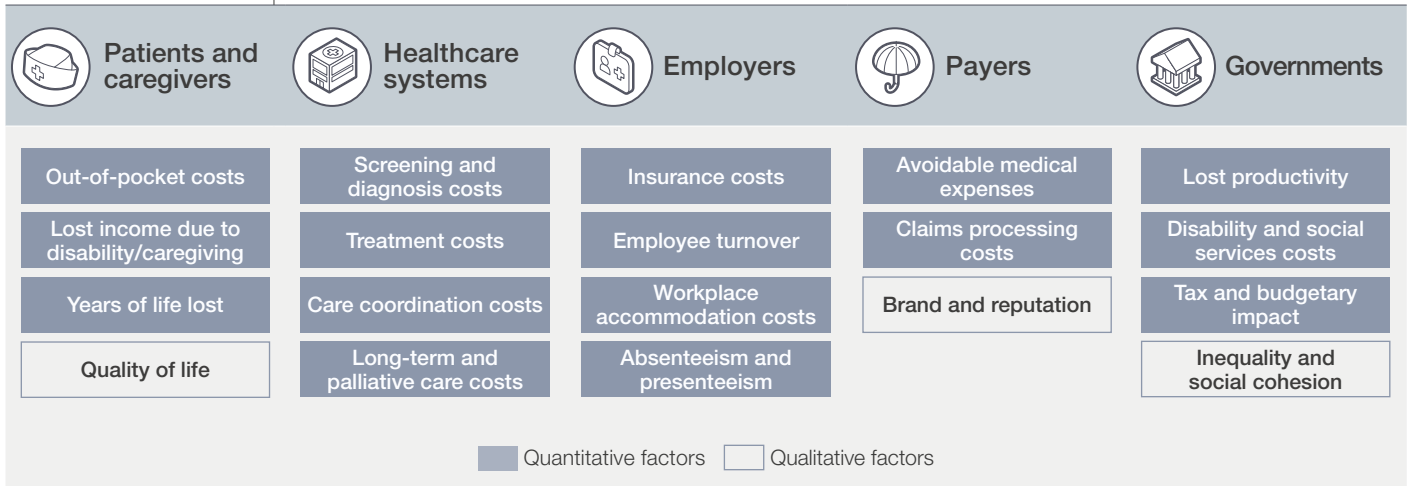 Patients and
caregivers
Healthcare
systems
Employers
Payers
Governments
Out-of-pocket costs
Lost income due to
disability/caregiving
Years of life lost
Quality of life
Screening and
diagnosis costs
Treatment costs
Care coordination costs
Long-term and
palliative care costs
Insurance costs
Employee turnover
Workplace
accommodation costs
Absenteeism and
presenteeism
Avoidable medical
expenses
Claims processing
costs
Brand and reputation
Lost productivity
Disability and social
services costs
Tax and budgetary
impact
Inequality and
social cohesion
Quantitative factors
Qualitative factors